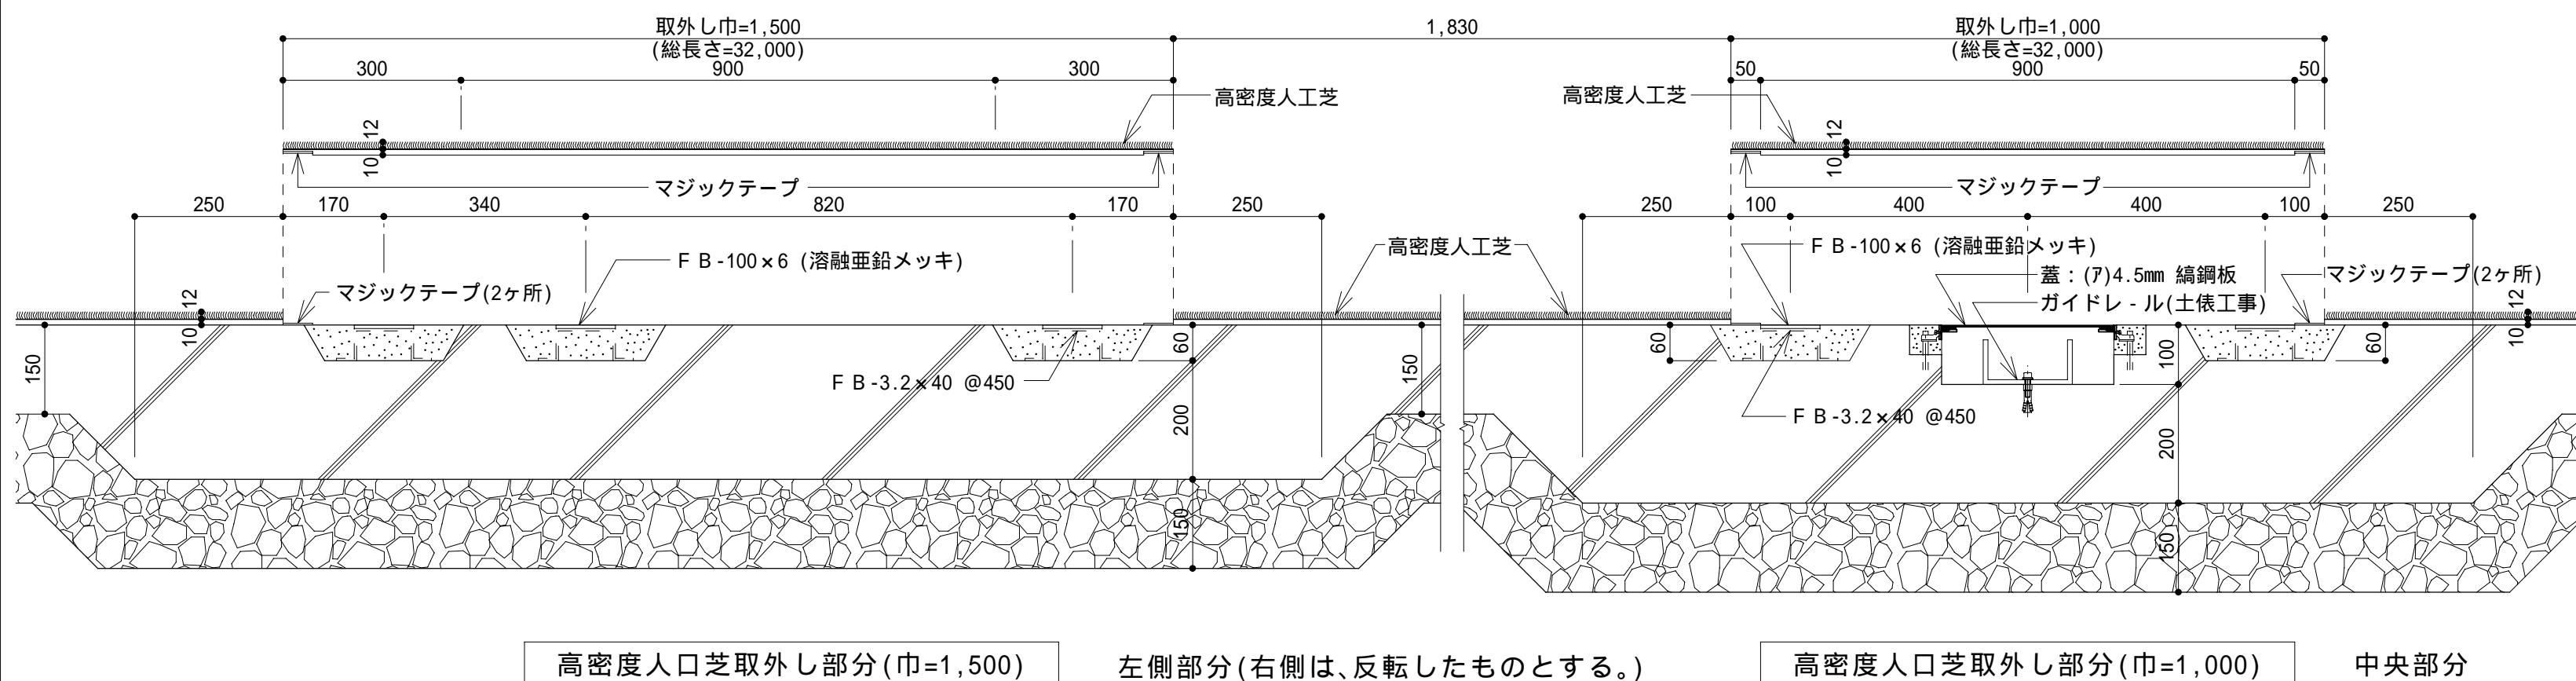 取外し巾=1,500
(総長さ=32,000)
1,830
取外し巾=1,000
(総長さ=32,000)
300
900
300
50
900
50
高密度人工芝
高密度人工芝
12
10
12
10
マジックテープ
マジックテープ
250
170
340
820
170
250
250
100
400
400
100
250
FB-100×6 (溶融亜鉛メッキ)
高密度人工芝
FB-100×6 (溶融亜鉛メッキ)
蓋:(ア)4.5mm 縞鋼板
マジックテープ(2ヶ所)
マジックテープ(2ヶ所)
ガイドレ-ル(土俵工事)
12
10
12
10
150
60
150
60
100
60
FB-3.2×40 @450
FB-3.2×40 @450
200
200
150
150
高密度人口芝取外し部分(巾=1,500)
左側部分(右側は、反転したものとする。)
高密度人口芝取外し部分(巾=1,000)
中央部分